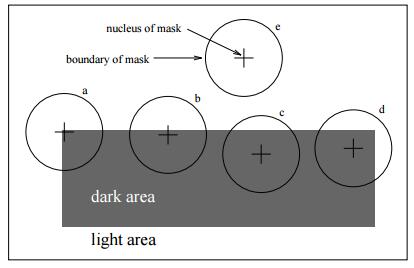 nucleus of mask
e
boundary of mask
a
b
c
d
dark area
light area